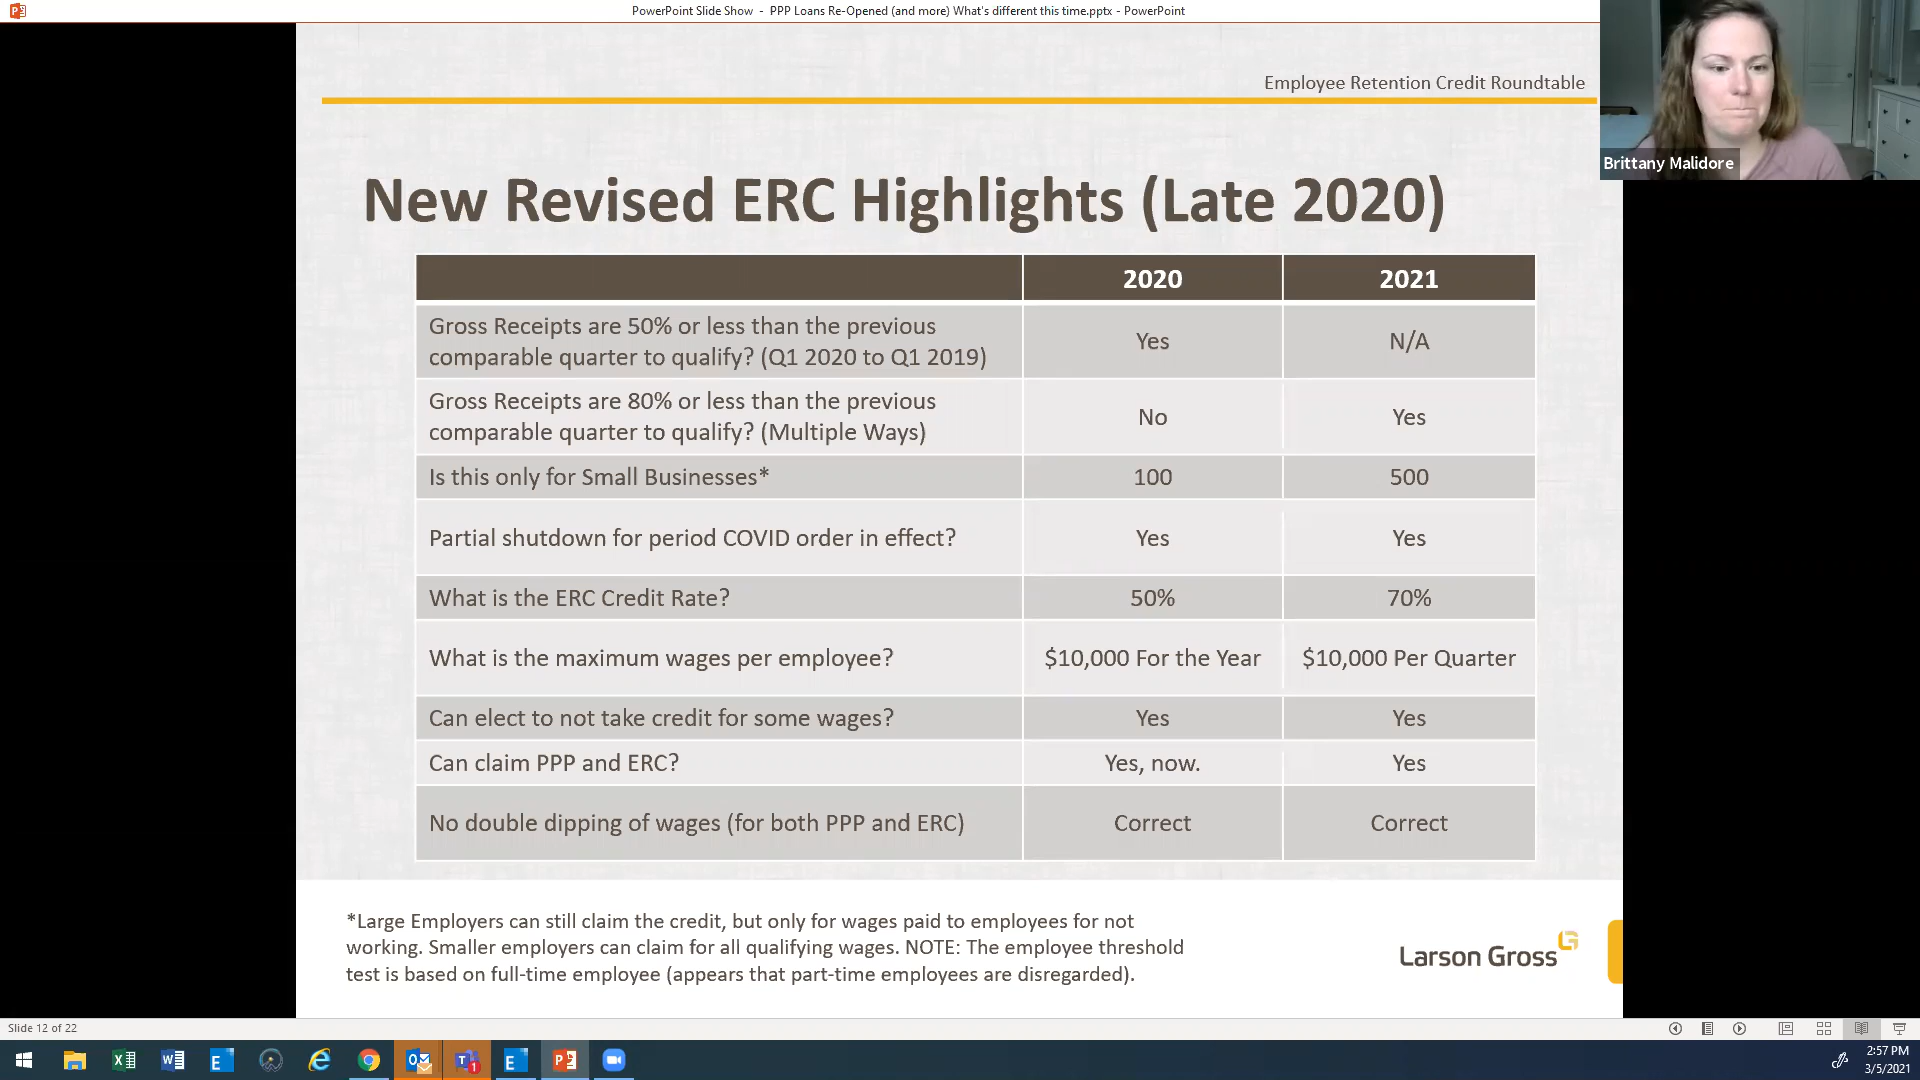 PowerPoint Slide Show - PPP Loans Re-Opened (and more) What's different this time.pptx - PowerPoint
Employee Retention Credit Roundtable
Brittany Malidore
New Revised ERC Highlights (Late 2020)
2020 2021
Gross Receipts are 50% or less than the previous
comparable quarter to qualify? (Q1 2020 to Q1 2019) Yes N/A
Gross Receipts are 80% or less than the previous
comparable quarter to qualify? (Multiple Ways) No Yes
Is this only for Small Businesses* 100 500
Partial shutdown for period COVID order in effect? Yes Yes
What is the ERC Credit Rate? 50% 70%
What is the maximum wages per employee? $10,000 For the Year $10,000 Per Quarter
Can elect to not take credit for some wages? Yes Yes
Can claim PPP and ERC? Yes, now. Yes
No double dipping of wages (for both PPP and ERC) Correct Correct
*Large Employers can still claim the credit, but only for wages paid to employees for not
working. Smaller employers can claim for all qualifying wages. NOTE: The employee threshold
test is based on full-time employee (appears that part-time employees are disregarded).
Larson Gross
Slide 12 of 22
2:57 PM
3/5/2021